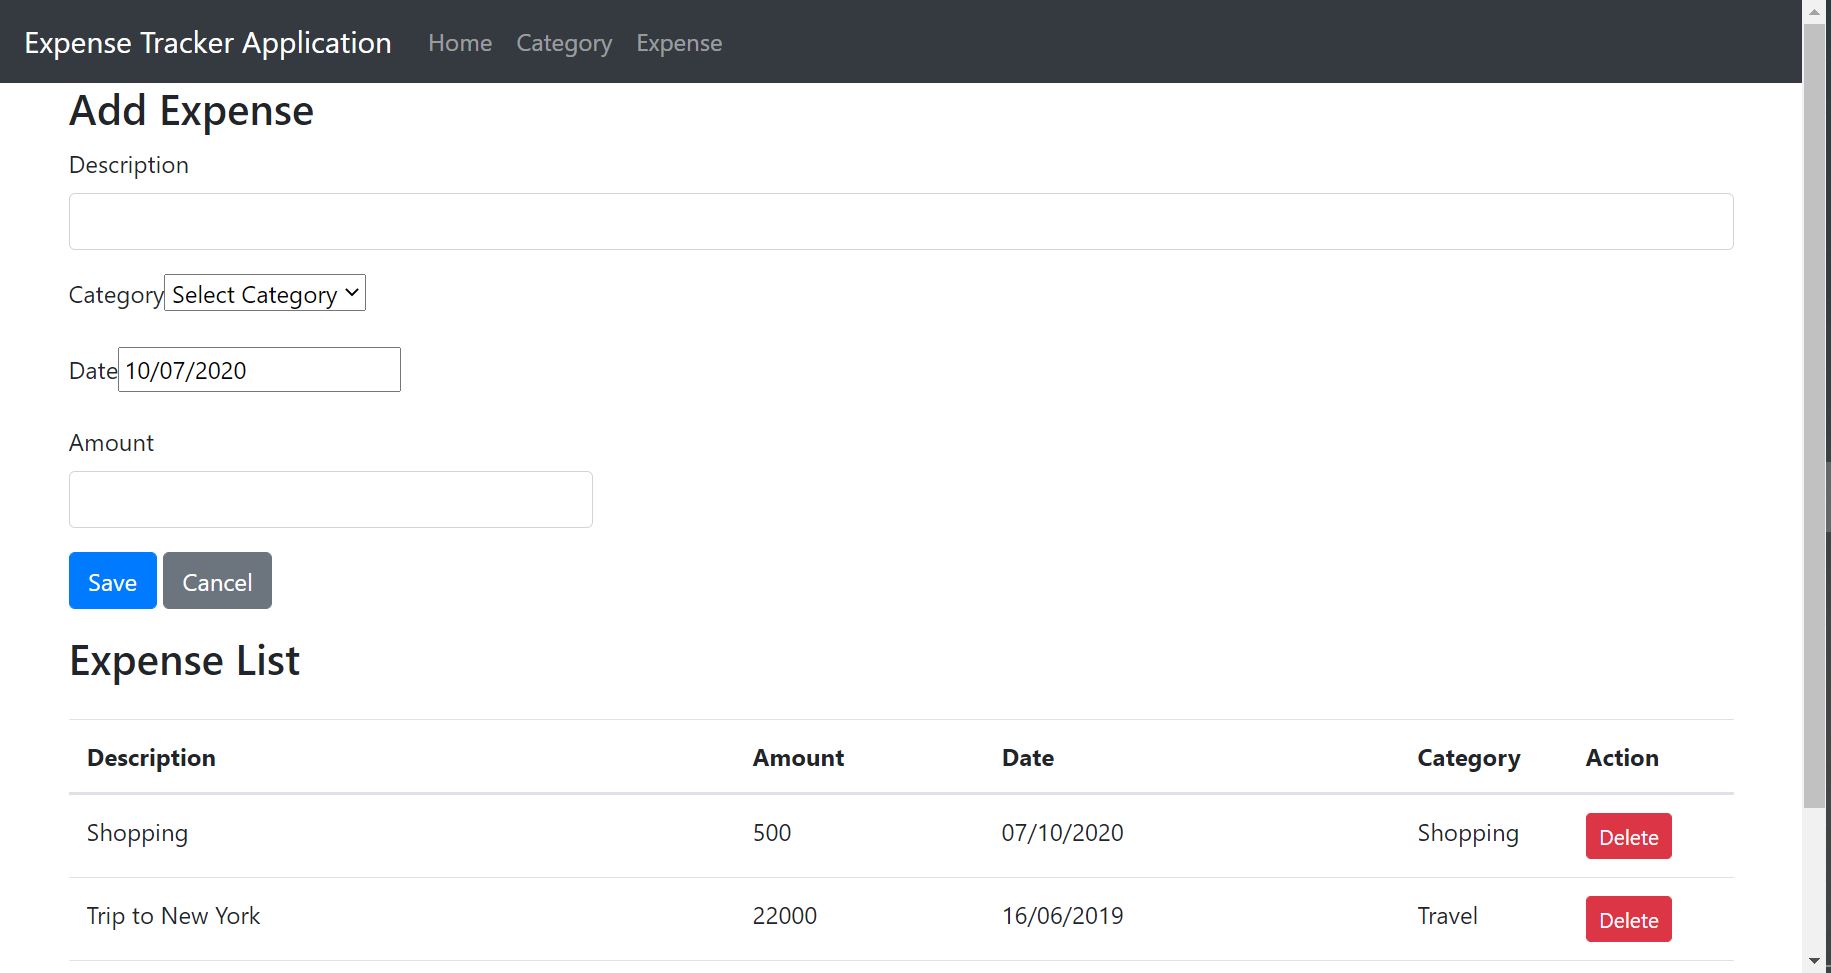 Expense Tracker Application Home Category Expense
Add Expense
Description
Category Select Category
Date 10/07/2020
Amount
Save Cancel
Expense List
Description Amount Date Category Action
Shopping 500 07/10/2020 Shopping Delete
Trip to New York 22000 16/06/2019 Travel Delete